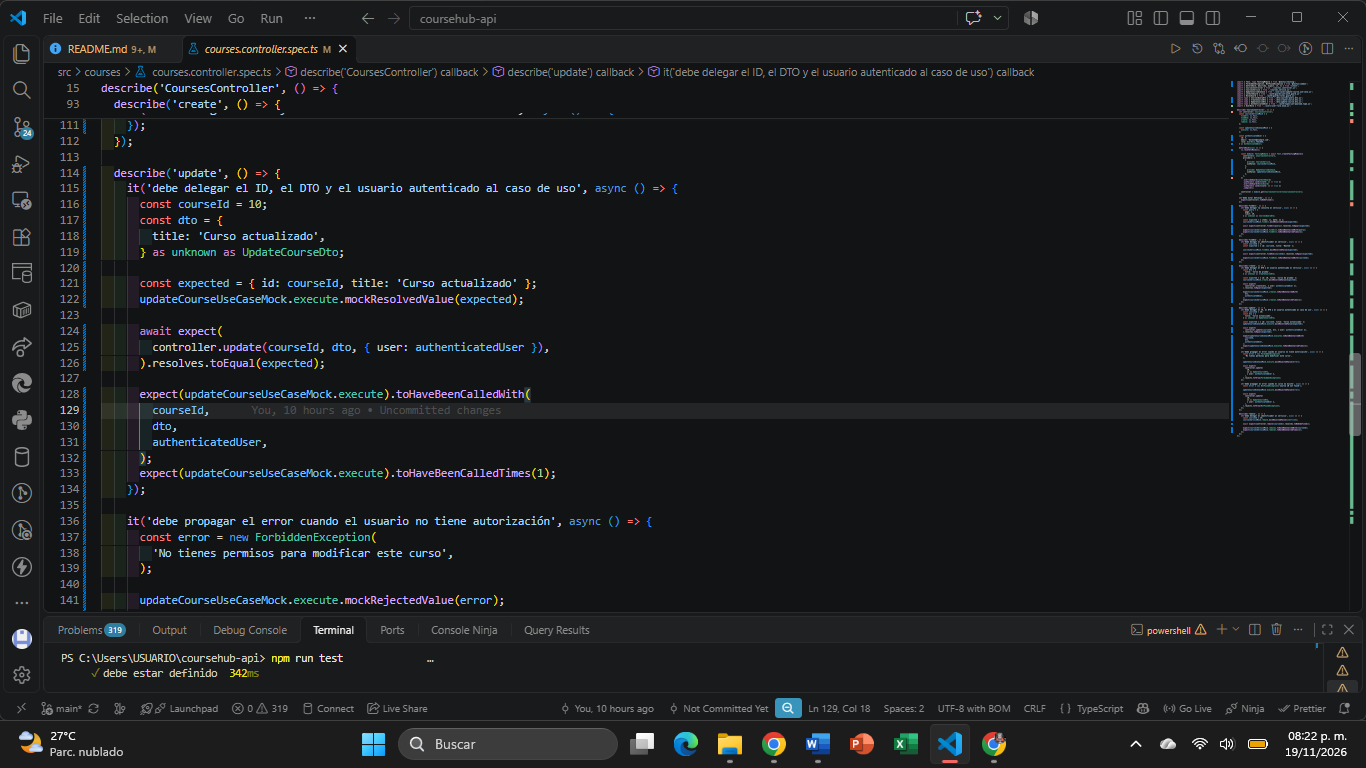 File Edit Selection View Go Run ··· coursehub-api
README.md 9+, M courses.controller.spec.ts M
src > courses > courses.controller.spec.ts > describe('CoursesController') callback > describe('update') callback > it('debe delegar el ID, el DTO y el usuario autenticado al caso de uso') callback
15 describe('CoursesController', () => {
93 describe('create', () => {
111 });
112 });
113
114 describe('update', () => {
115 it('debe delegar el ID, el DTO y el usuario autenticado al caso de uso', async () => {
116 const courseId = 10;
117 const dto = {
118 title: 'Curso actualizado',
119 } as unknown as UpdateCourseDto;
120
121 const expected = { id: courseId, title: 'Curso actualizado' };
122 updateCourseUseCaseMock.execute.mockResolvedValue(expected);
123
124 await expect(
125 controller.update(courseId, dto, { user: authenticatedUser }),
126 ).resolves.toEqual(expected);
127
128 expect(updateCourseUseCaseMock.execute).toHaveBeenCalledWith(
129 courseId, You, 10 hours ago • Uncommitted changes
130 dto,
131 authenticatedUser,
132 );
133 expect(updateCourseUseCaseMock.execute).toHaveBeenCalledTimes(1);
134 });
135
136 it('debe propagar el error cuando el usuario no tiene autorización', async () => {
137 const error = new ForbiddenException(
138 'No tienes permisos para modificar este curso',
139 );
140
141 updateCourseUseCaseMock.execute.mockRejectedValue(error);
24
Problems 319 Output Debug Console Terminal Ports Console Ninja Query Results powershell
PS C:\Users\USUARIO\coursehub-api> npm run test …
✓ debe estar definido 342ms
main* Launchpad 0 319 Connect Live Share You, 10 hours ago Not Committed Yet Ln 129, Col 18 Spaces: 2 UTF-8 with BOM CRLF {} TypeScript Go Live Ninja Prettier
27°C
Parc. nublado
Buscar
08:22 p. m.
19/11/2026